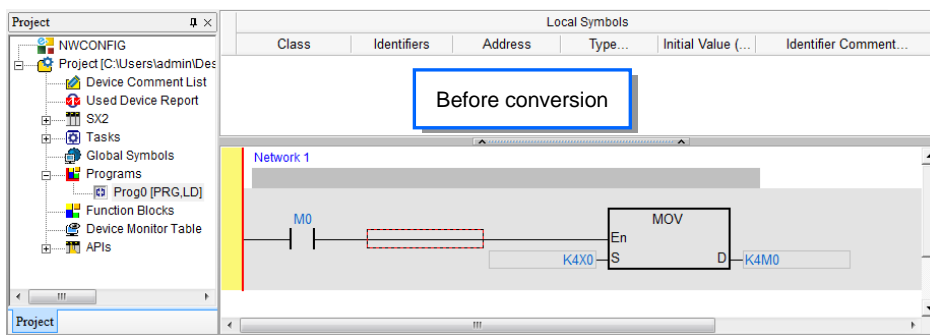 Project
NWCONFIG
Project [C:\Users\admin\Des
Device Comment List
Used Device Report
SX2
Tasks
Global Symbols
Programs
Prog0 [PRG,LD]
Function Blocks
Device Monitor Table
APIs
Project
Local Symbols
Class Identifiers Address Type... Initial Value (... Identifier Comment...
Before conversion
Network 1
M0
MOV
En
K4X0 S D K4M0